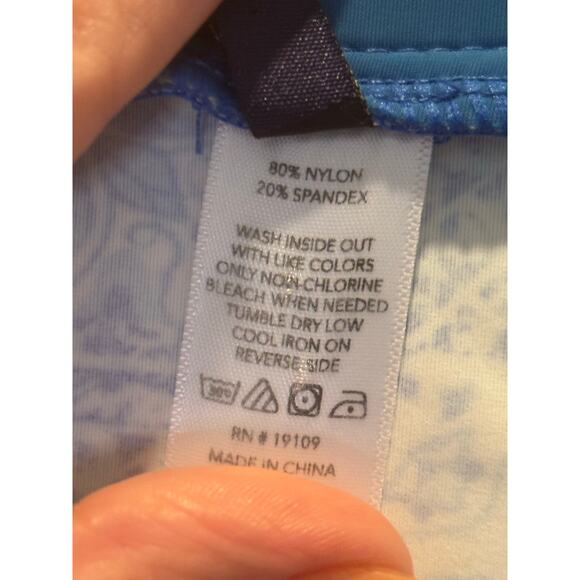 80% NYLON
20% SPANDEX
WASH INSIDE OUT
WITH LIKE COLORS
ONLY NON-CHLORINE
BLEACH WHEN NEEDED
TUMBLE DRY LOW
COOL IRON ON
REVERSE SIDE
30°C
RN # 19109
MADE IN CHINA